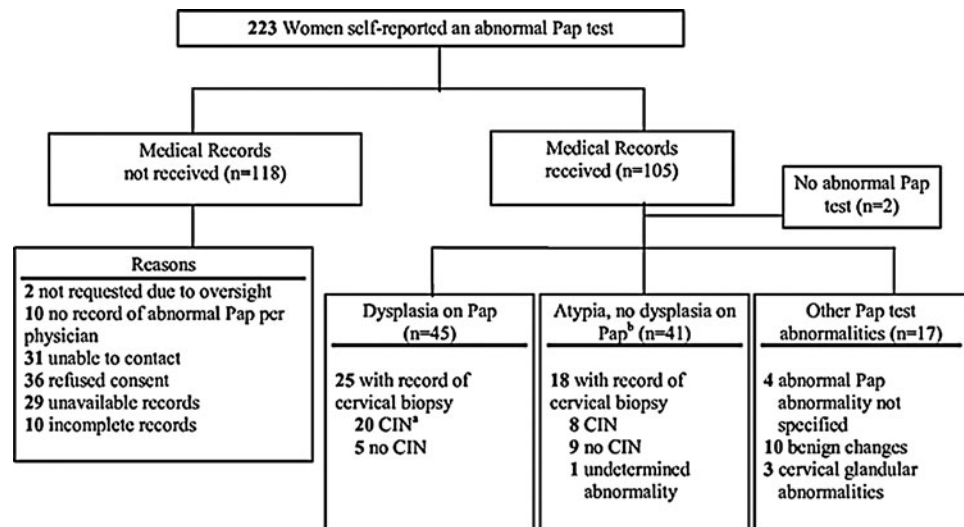 223 Women self-reported an abnormal Pap test
Medical Records
not received (n=118)
Medical Records
received (n=105)
No abnormal Pap
test (n=2)
Reasons
2 not requested due to oversight
10 no record of abnormal Pap per
physician
31 unable to contact
36 refused consent
29 unavailable records
10 incomplete records
Dysplasia on Pap
(n=45)
25 with record of
cervical biopsy
20 CINᵃ
5 no CIN
Atypia, no dysplasia on
Papᵇ (n=41)
18 with record of
cervical biopsy
8 CIN
9 no CIN
1 undetermined
abnormality
Other Pap test
abnormalities (n=17)
4 abnormal Pap
abnormality not
specified
10 benign changes
3 cervical glandular
abnormalities